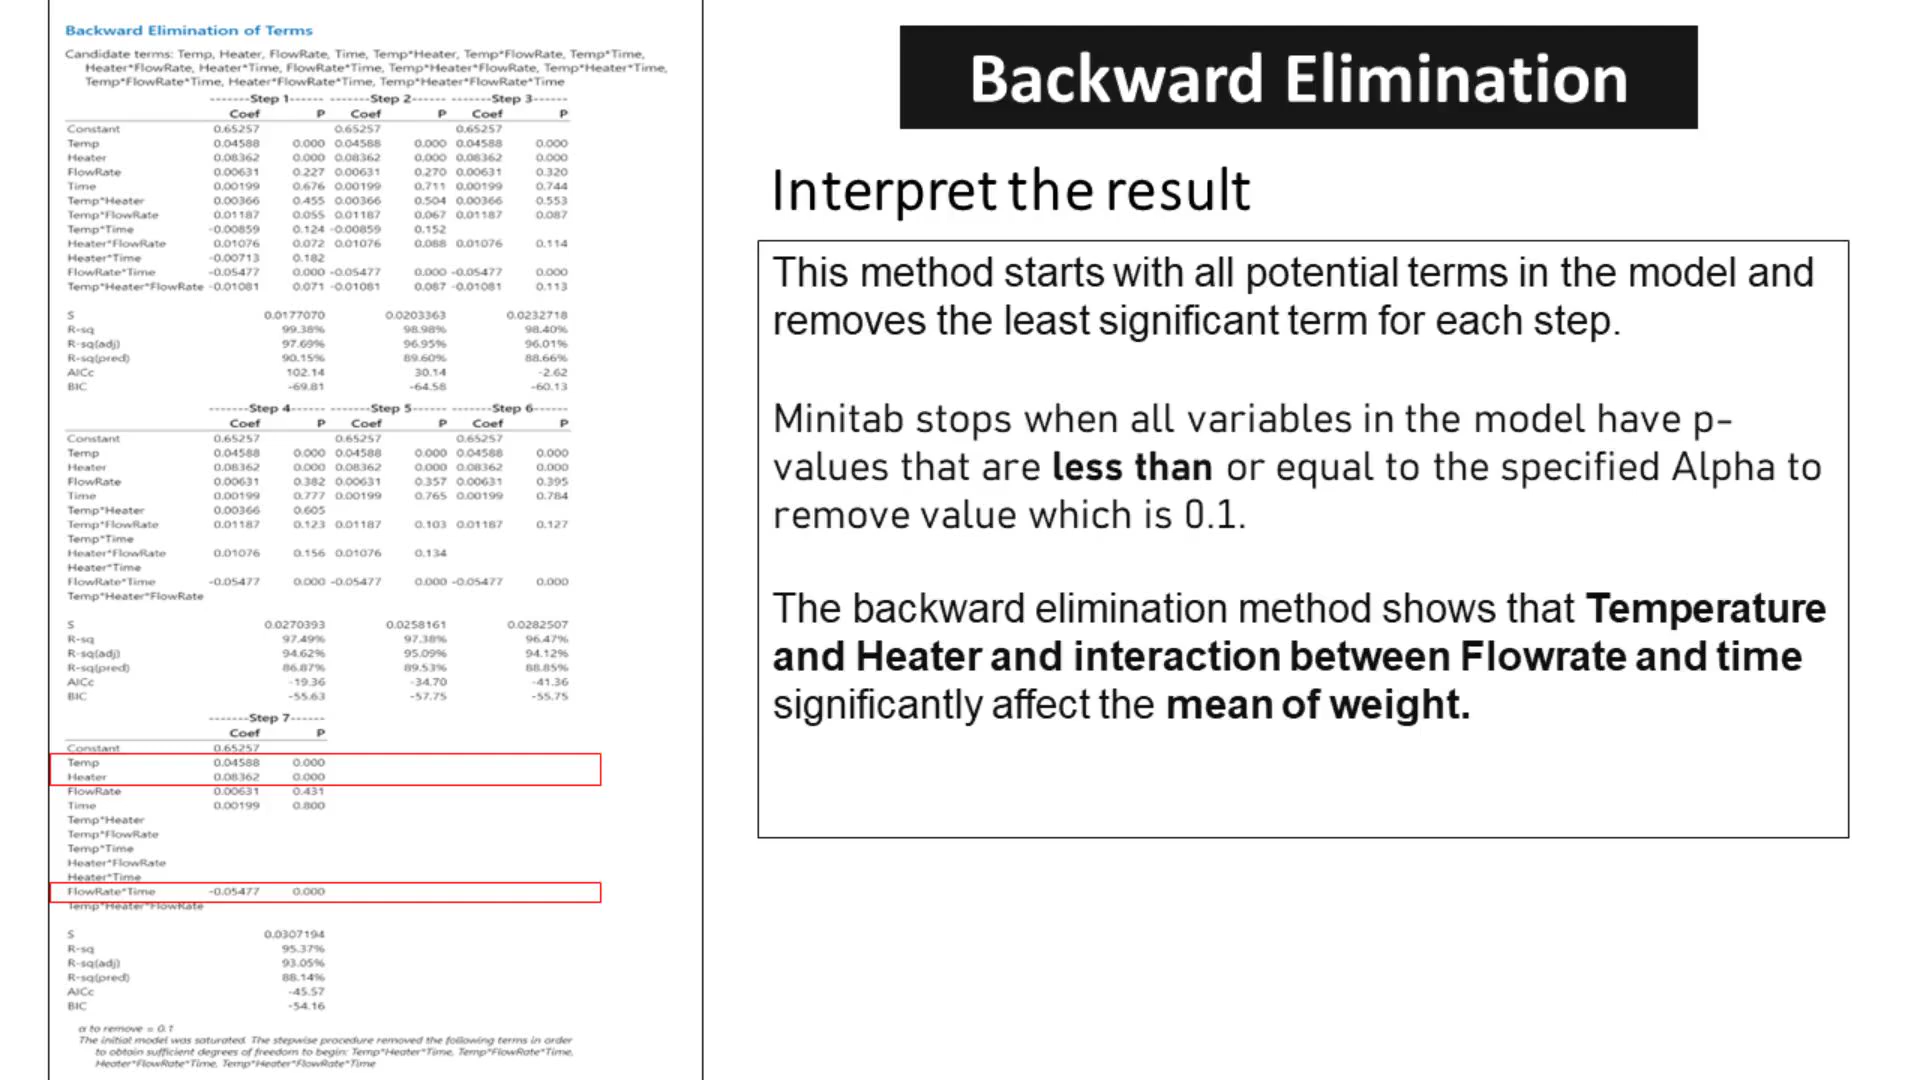 Backward Elimination of Terms
Candidate terms: Temp, Heater, FlowRate, Time, Temp*Heater, Temp*FlowRate, Temp*Time,
Heater*FlowRate, Heater*Time, FlowRate*Time, Temp*Heater*FlowRate, Temp*Heater*Time,
Temp*FlowRate*Time, Heater*FlowRate*Time, Temp*Heater*FlowRate*Time
-------Step 1------ -------Step 2------ -------Step 3------
Coef P Coef P Coef P
Constant 0.65257 0.65257 0.65257
Temp 0.04588 0.000 0.04588 0.000 0.04588 0.000
Heater 0.08362 0.000 0.08362 0.000 0.08362 0.000
FlowRate 0.00631 0.227 0.00631 0.270 0.00631 0.320
Time 0.00199 0.676 0.00199 0.711 0.00199 0.744
Temp*Heater 0.00366 0.455 0.00366 0.504 0.00366 0.553
Temp*FlowRate 0.01187 0.055 0.01187 0.067 0.01187 0.087
Temp*Time -0.00859 0.124 -0.00859 0.152
Heater*FlowRate 0.01076 0.072 0.01076 0.088 0.01076 0.114
Heater*Time -0.00713 0.182
FlowRate*Time -0.05477 0.000 -0.05477 0.000 -0.05477 0.000
Temp*Heater*FlowRate -0.01081 0.071 -0.01081 0.087 -0.01081 0.113
S 0.0177070 0.0203363 0.0232718
R-sq 99.38% 98.98% 98.40%
R-sq(adj) 97.69% 96.95% 96.01%
R-sq(pred) 90.15% 89.60% 88.66%
AICc 102.14 30.14 -2.62
BIC -69.81 -64.58 -60.13
-------Step 4------ -------Step 5------ -------Step 6------
Coef P Coef P Coef P
Constant 0.65257 0.65257 0.65257
Temp 0.04588 0.000 0.04588 0.000 0.04588 0.000
Heater 0.08362 0.000 0.08362 0.000 0.08362 0.000
FlowRate 0.00631 0.382 0.00631 0.357 0.00631 0.395
Time 0.00199 0.777 0.00199 0.765 0.00199 0.784
Temp*Heater 0.00366 0.605
Temp*FlowRate 0.01187 0.123 0.01187 0.103 0.01187 0.127
Temp*Time
Heater*FlowRate 0.01076 0.156 0.01076 0.134
Heater*Time
FlowRate*Time -0.05477 0.000 -0.05477 0.000 -0.05477 0.000
Temp*Heater*FlowRate
S 0.0270393 0.0258161 0.0282507
R-sq 97.49% 97.38% 96.47%
R-sq(adj) 94.62% 95.09% 94.12%
R-sq(pred) 86.87% 89.53% 88.85%
AICc -19.36 -34.70 -41.36
BIC -55.63 -57.75 -55.75
-------Step 7------
Coef P
Constant 0.65257
Temp 0.04588 0.000
Heater 0.08362 0.000
FlowRate 0.00631 0.431
Time 0.00199 0.800
Temp*Heater
Temp*FlowRate
Temp*Time
Heater*FlowRate
Heater*Time
FlowRate*Time -0.05477 0.000
Temp*Heater*FlowRate
S 0.0307194
R-sq 95.37%
R-sq(adj) 93.05%
R-sq(pred) 88.14%
AICc -45.57
BIC -54.16
α to remove = 0.1
The initial model was saturated. The stepwise procedure removed the following terms in order
to obtain sufficient degrees of freedom to begin: Temp*Heater*Time, Temp*FlowRate*Time,
Heater*FlowRate*Time, Temp*Heater*FlowRate*Time
Backward Elimination
Interpret the result
This method starts with all potential terms in the model and
removes the least significant term for each step.
Minitab stops when all variables in the model have p-
values that are less than or equal to the specified Alpha to
remove value which is 0.1.
The backward elimination method shows that Temperature
and Heater and interaction between Flowrate and time
significantly affect the mean of weight.